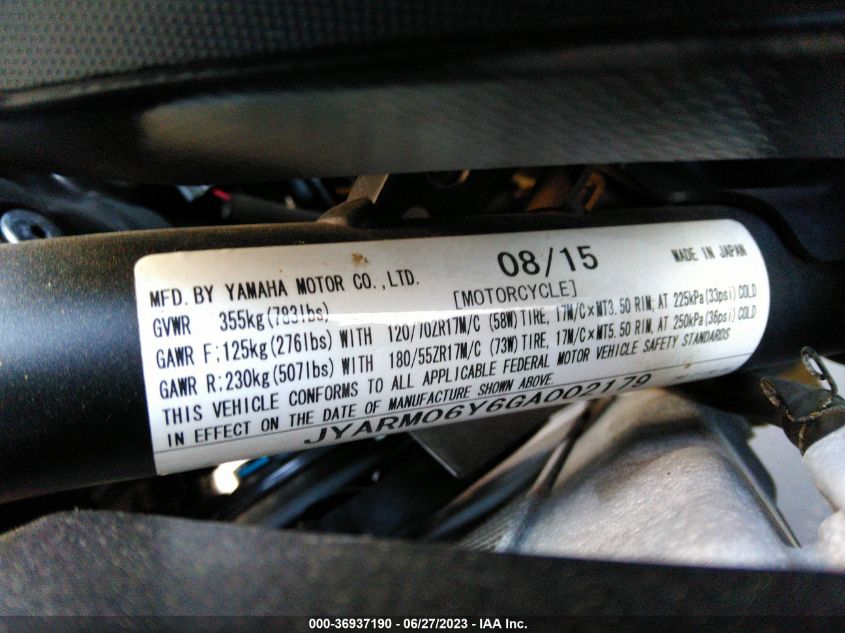 MFD. BY YAMAHA MOTOR CO., LTD. 08/15 MADE IN JAPAN
[MOTORCYCLE]
GVWR 355kg(783lbs)
GAWR F:125kg(276lbs) WITH 120/70ZR17M/C (58W) TIRE, 17M/C×MT3.50 RIM, AT 225kPa(33psi) COLD
GAWR R:230kg(507lbs) WITH 180/55ZR17M/C (73W) TIRE, 17M/C×MT5.50 RIM, AT 250kPa(36psi) COLD
THIS VEHICLE CONFORMS TO ALL APPLICABLE FEDERAL MOTOR VEHICLE SAFETY STANDARDS
IN EFFECT ON THE DATE OF MANUFACTURE SHOWN ABOVE.
JYARM06Y6GA002179
000-36937190 - 06/27/2023 - IAA Inc.